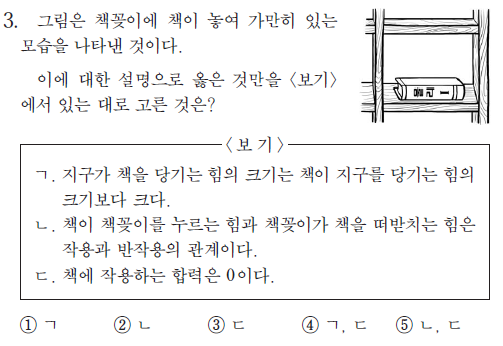 3. 그림은 책꽂이에 책이 놓여 가만히 있는
모습을 나타낸 것이다.
이에 대한 설명으로 옳은 것만을 <보기>
에서 있는 대로 고른 것은?
물리 I
<보 기>
ㄱ. 지구가 책을 당기는 힘의 크기는 책이 지구를 당기는 힘의
크기보다 크다.
ㄴ. 책이 책꽂이를 누르는 힘과 책꽂이가 책을 떠받치는 힘은
작용과 반작용의 관계이다.
ㄷ. 책에 작용하는 합력은 0이다.
① ㄱ ② ㄴ ③ ㄷ ④ ㄱ, ㄷ ⑤ ㄴ, ㄷ